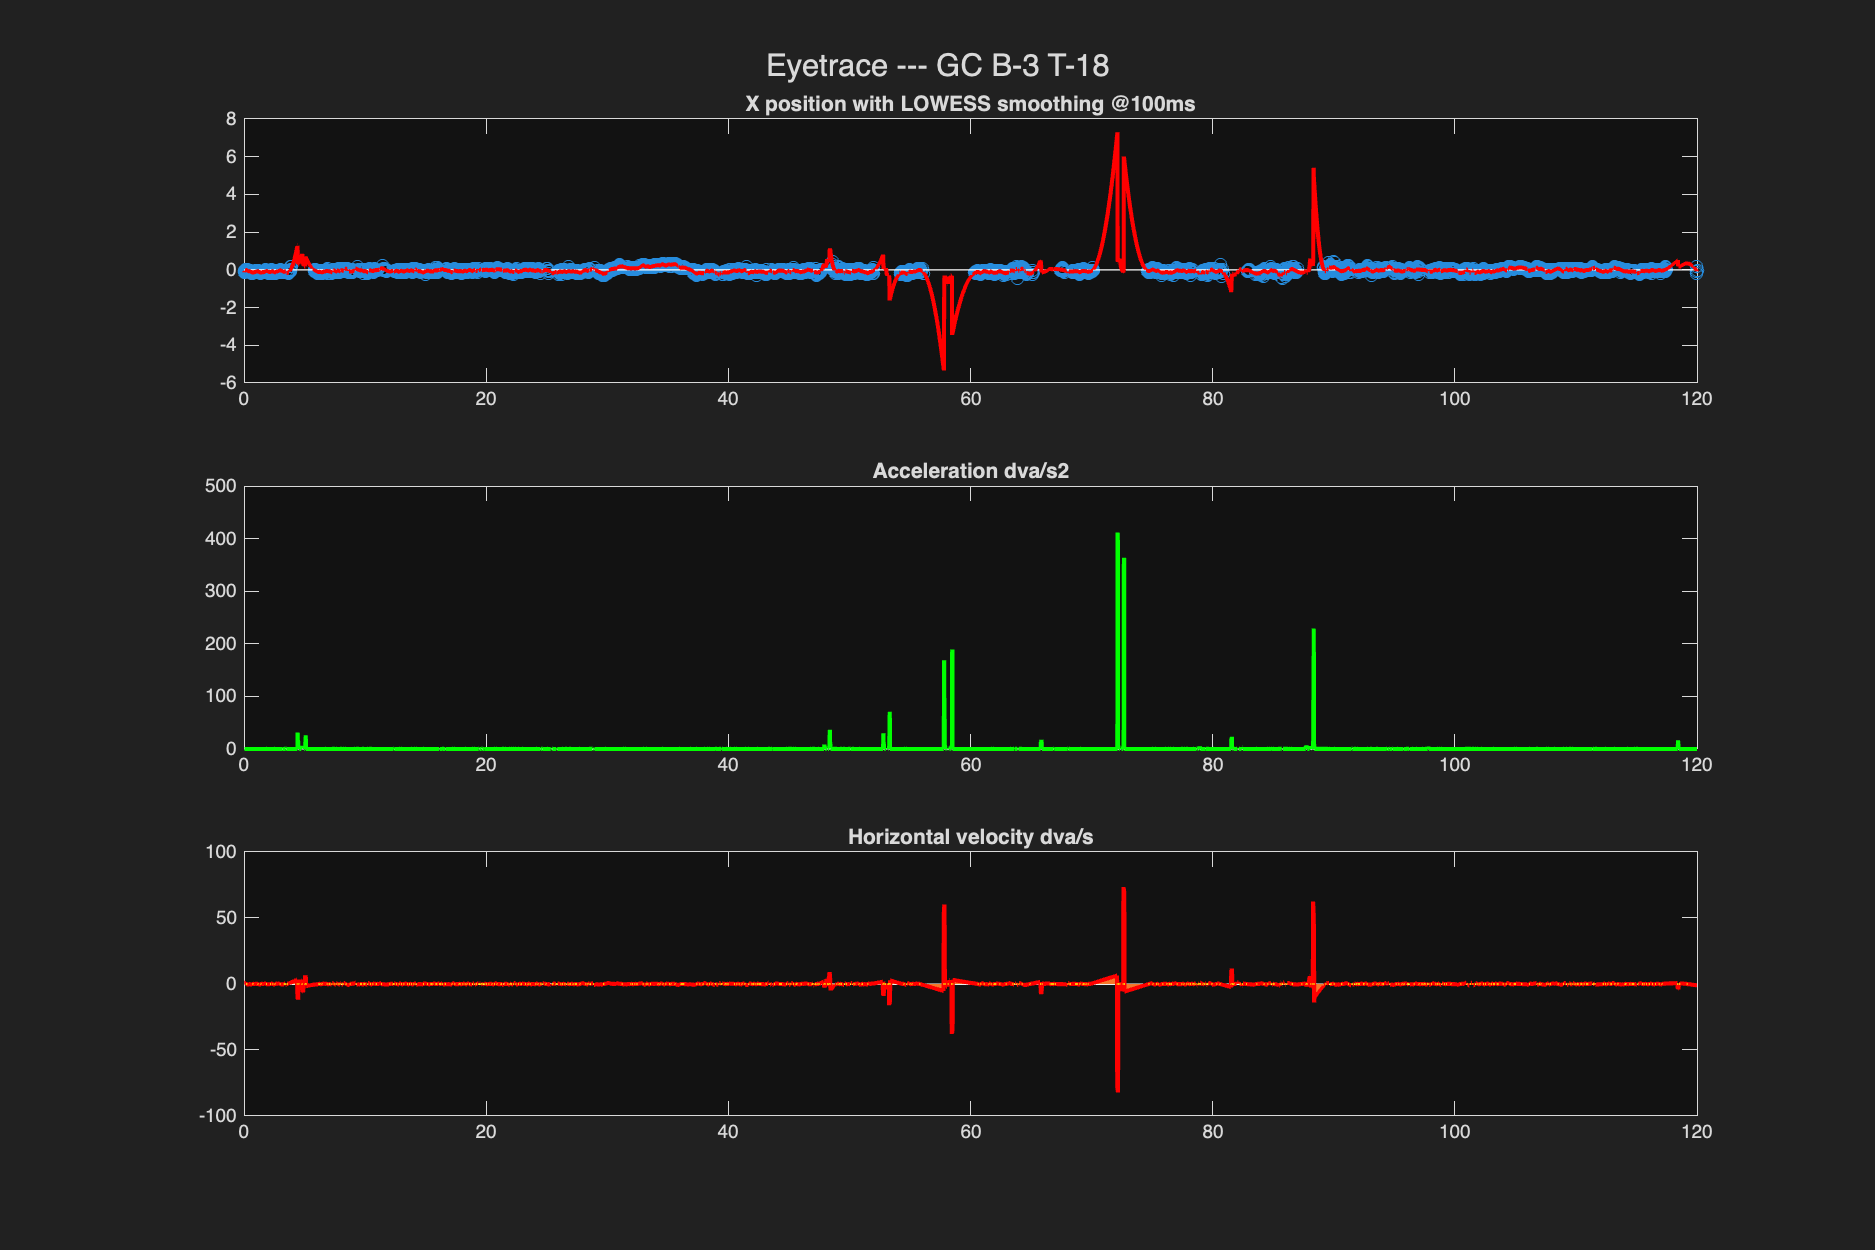 Eyetrace --- GC B-3 T-18
X position with LOWESS smoothing @100ms
8
6
4
2
0
-2
-4
-6
0 20 40 60 80 100 120
Acceleration dva/s2
500
400
300
200
100
0
0 20 40 60 80 100 120
Horizontal velocity dva/s
100
50
0
-50
-100
0 20 40 60 80 100 120